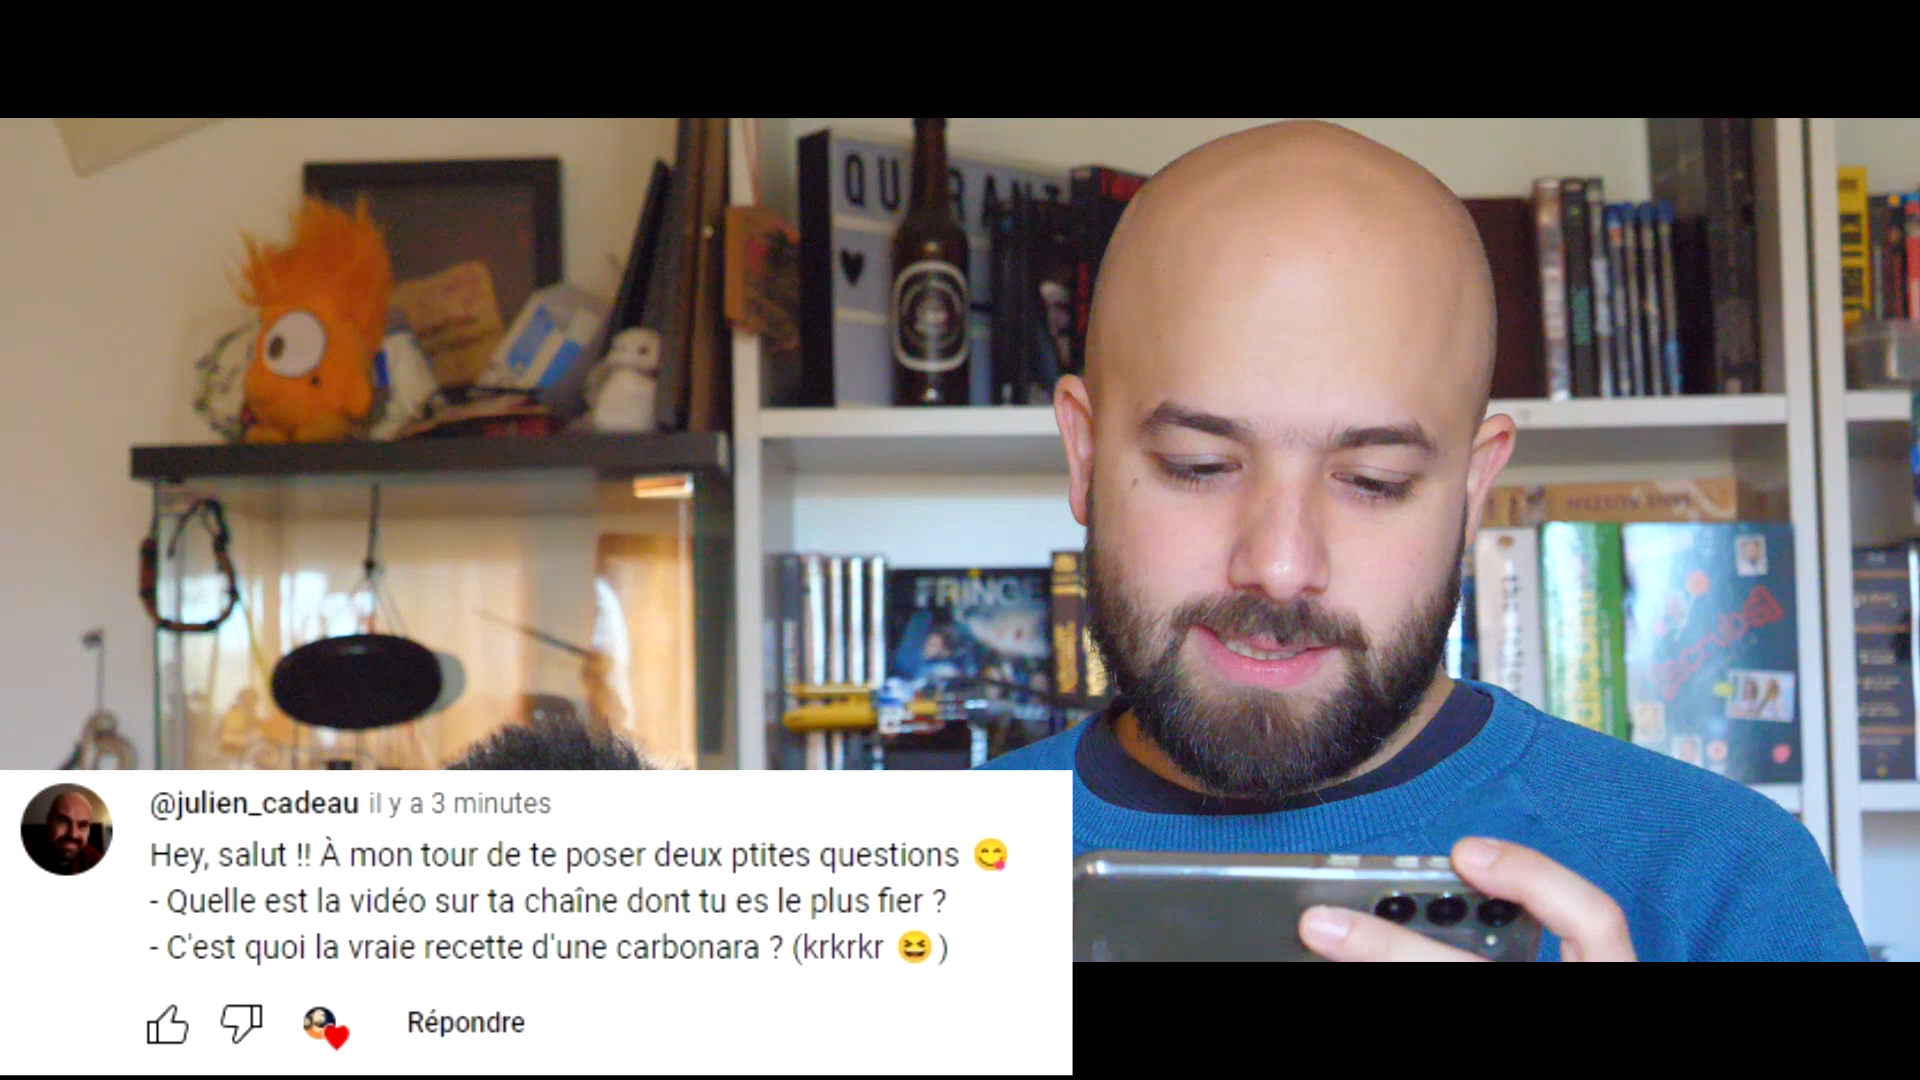 QU RANT
FRINGE
scrubs
@julien_cadeau il y a 3 minutes
Hey, salut !! À mon tour de te poser deux ptites questions 😋
- Quelle est la vidéo sur ta chaîne dont tu es le plus fier ?
- C'est quoi la vraie recette d'une carbonara ? (krkrkr 😆)
Répondre